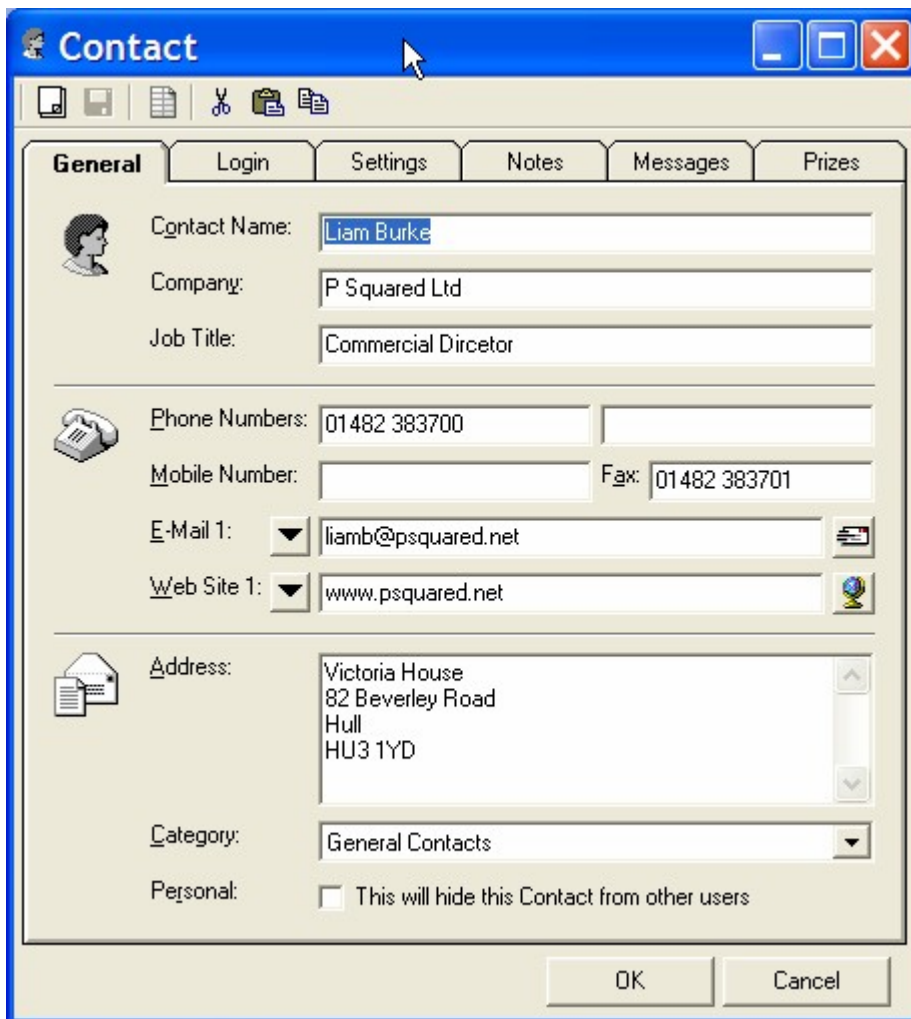 Contact
General Login Settings Notes Messages Prizes
Contact Name: Liam Burke
Company: P Squared Ltd
Job Title: Commercial Dircetor
Phone Numbers: 01482 383700
Mobile Number: Fax: 01482 383701
E-Mail 1: liamb@psquared.net
Web Site 1: www.psquared.net
Address: Victoria House
82 Beverley Road
Hull
HU3 1YD
Category: General Contacts
Personal: This will hide this Contact from other users
OK Cancel